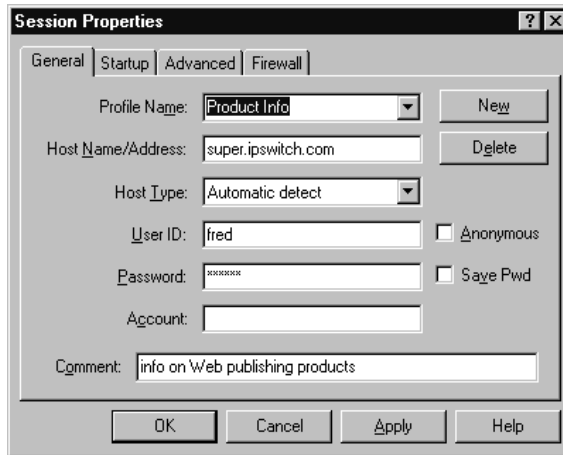 Session Properties
General Startup Advanced Firewall
Profile Name: Product Info New
Host Name/Address: super.ipswitch.com Delete
Host Type: Automatic detect
User ID: fred Anonymous
Password: ****** Save Pwd
Account:
Comment: info on Web publishing products
OK Cancel Apply Help